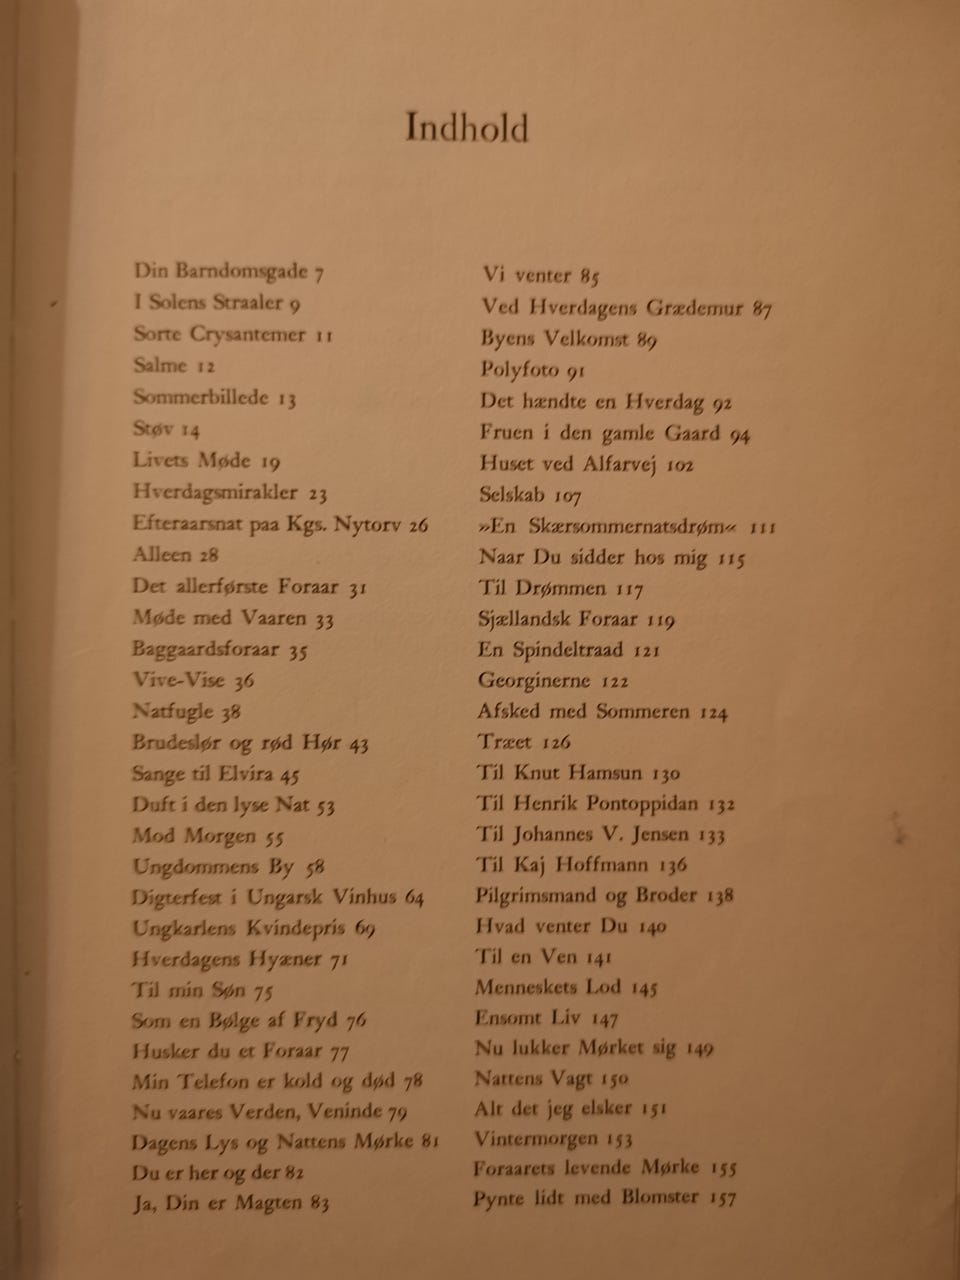 Indhold
Din Barndomsgade 7
I Solens Straaler 9
Sorte Crysantemer 11
Salme 12
Sommerbillede 13
Støv 14
Livets Møde 19
Hverdagsmirakler 23
Efteraarsnat paa Kgs. Nytorv 26
Alleen 28
Det allerførste Foraar 31
Møde med Vaaren 33
Baggaardsforaar 35
Vive-Vise 36
Natfugle 38
Brudeslør og rød Hør 43
Sange til Elvira 45
Duft i den lyse Nat 53
Mod Morgen 55
Ungdommens By 58
Digterfest i Ungarsk Vinhus 64
Ungkarlens Kvindepris 69
Hverdagens Hyæner 71
Til min Søn 75
Som en Bølge af Fryd 76
Husker du et Foraar 77
Min Telefon er kold og død 78
Nu vaares Verden, Veninde 79
Dagens Lys og Nattens Mørke 81
Du er her og der 82
Ja, Din er Magten 83
Vi venter 85
Ved Hverdagens Grædemur 87
Byens Velkomst 89
Polyfoto 91
Det hændte en Hverdag 92
Fruen i den gamle Gaard 94
Huset ved Alfarvej 102
Selskab 107
»En Skærsommernatsdrøm« 111
Naar Du sidder hos mig 115
Til Drømmen 117
Sjællandsk Foraar 119
En Spindeltraad 121
Georginerne 122
Afsked med Sommeren 124
Træet 126
Til Knut Hamsun 130
Til Henrik Pontoppidan 132
Til Johannes V. Jensen 133
Til Kaj Hoffmann 136
Pilgrimsmand og Broder 138
Hvad venter Du 140
Til en Ven 141
Menneskets Lod 145
Ensomt Liv 147
Nu lukker Mørket sig 149
Nattens Vagt 150
Alt det jeg elsker 151
Vintermorgen 153
Foraarets levende Mørke 155
Pynte lidt med Blomster 157